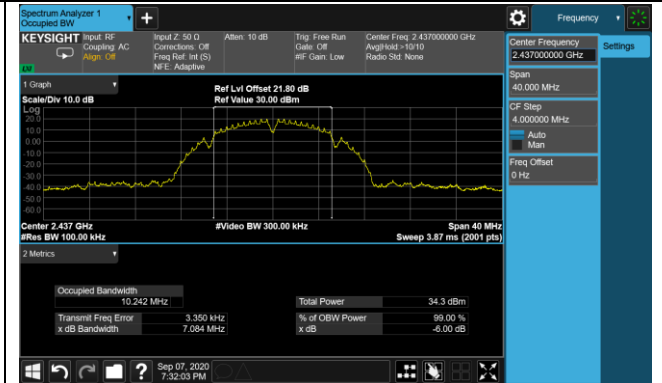 Spectrum Analyzer 1
Occupied BW
Frequency
KEYSIGHT
Input: RF
Coupling: AC
Align: Off
Input Z: 50 Ω
Corrections: Off
Freq Ref: Int (S)
NFE: Adaptive
Atten: 10 dB
Trig: Free Run
Gate: Off
#IF Gain: Low
Center Freq: 2.437000000 GHz
Avg|Hold:>10/10
Radio Std: None
Center Frequency
2.437000000 GHz
Settings
Span
40.000 MHz
CF Step
4.000000 MHz
Auto
Man
Freq Offset
0 Hz
1 Graph
Scale/Div 10.0 dB
Ref Lvl Offset 21.80 dB
Ref Value 30.00 dBm
Log
20.0
10.0
0.00
-10.0
-20.0
-30.0
-40.0
-50.0
-60.0
Center 2.437 GHz
#Video BW 300.00 kHz
Span 40 MHz
#Res BW 100.00 kHz
Sweep 3.87 ms (2001 pts)
2 Metrics
Occupied Bandwidth
10.242 MHz
Total Power
34.3 dBm
Transmit Freq Error
3.350 kHz
% of OBW Power
99.00 %
x dB Bandwidth
7.084 MHz
x dB
-6.00 dB
Sep 07, 2020
7:32:03 PM